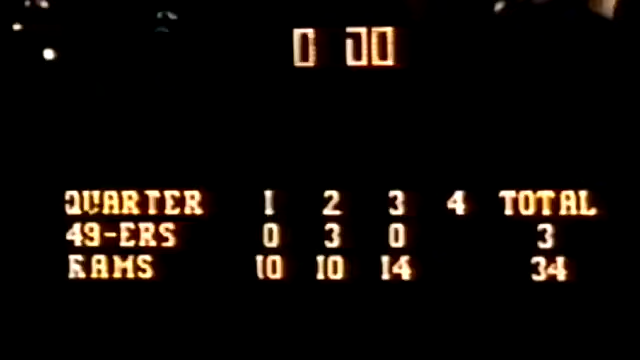 0 00
QUARTER 1 2 3 4 TOTAL
49-ERS 0 3 0 3
RAMS 10 10 14 34